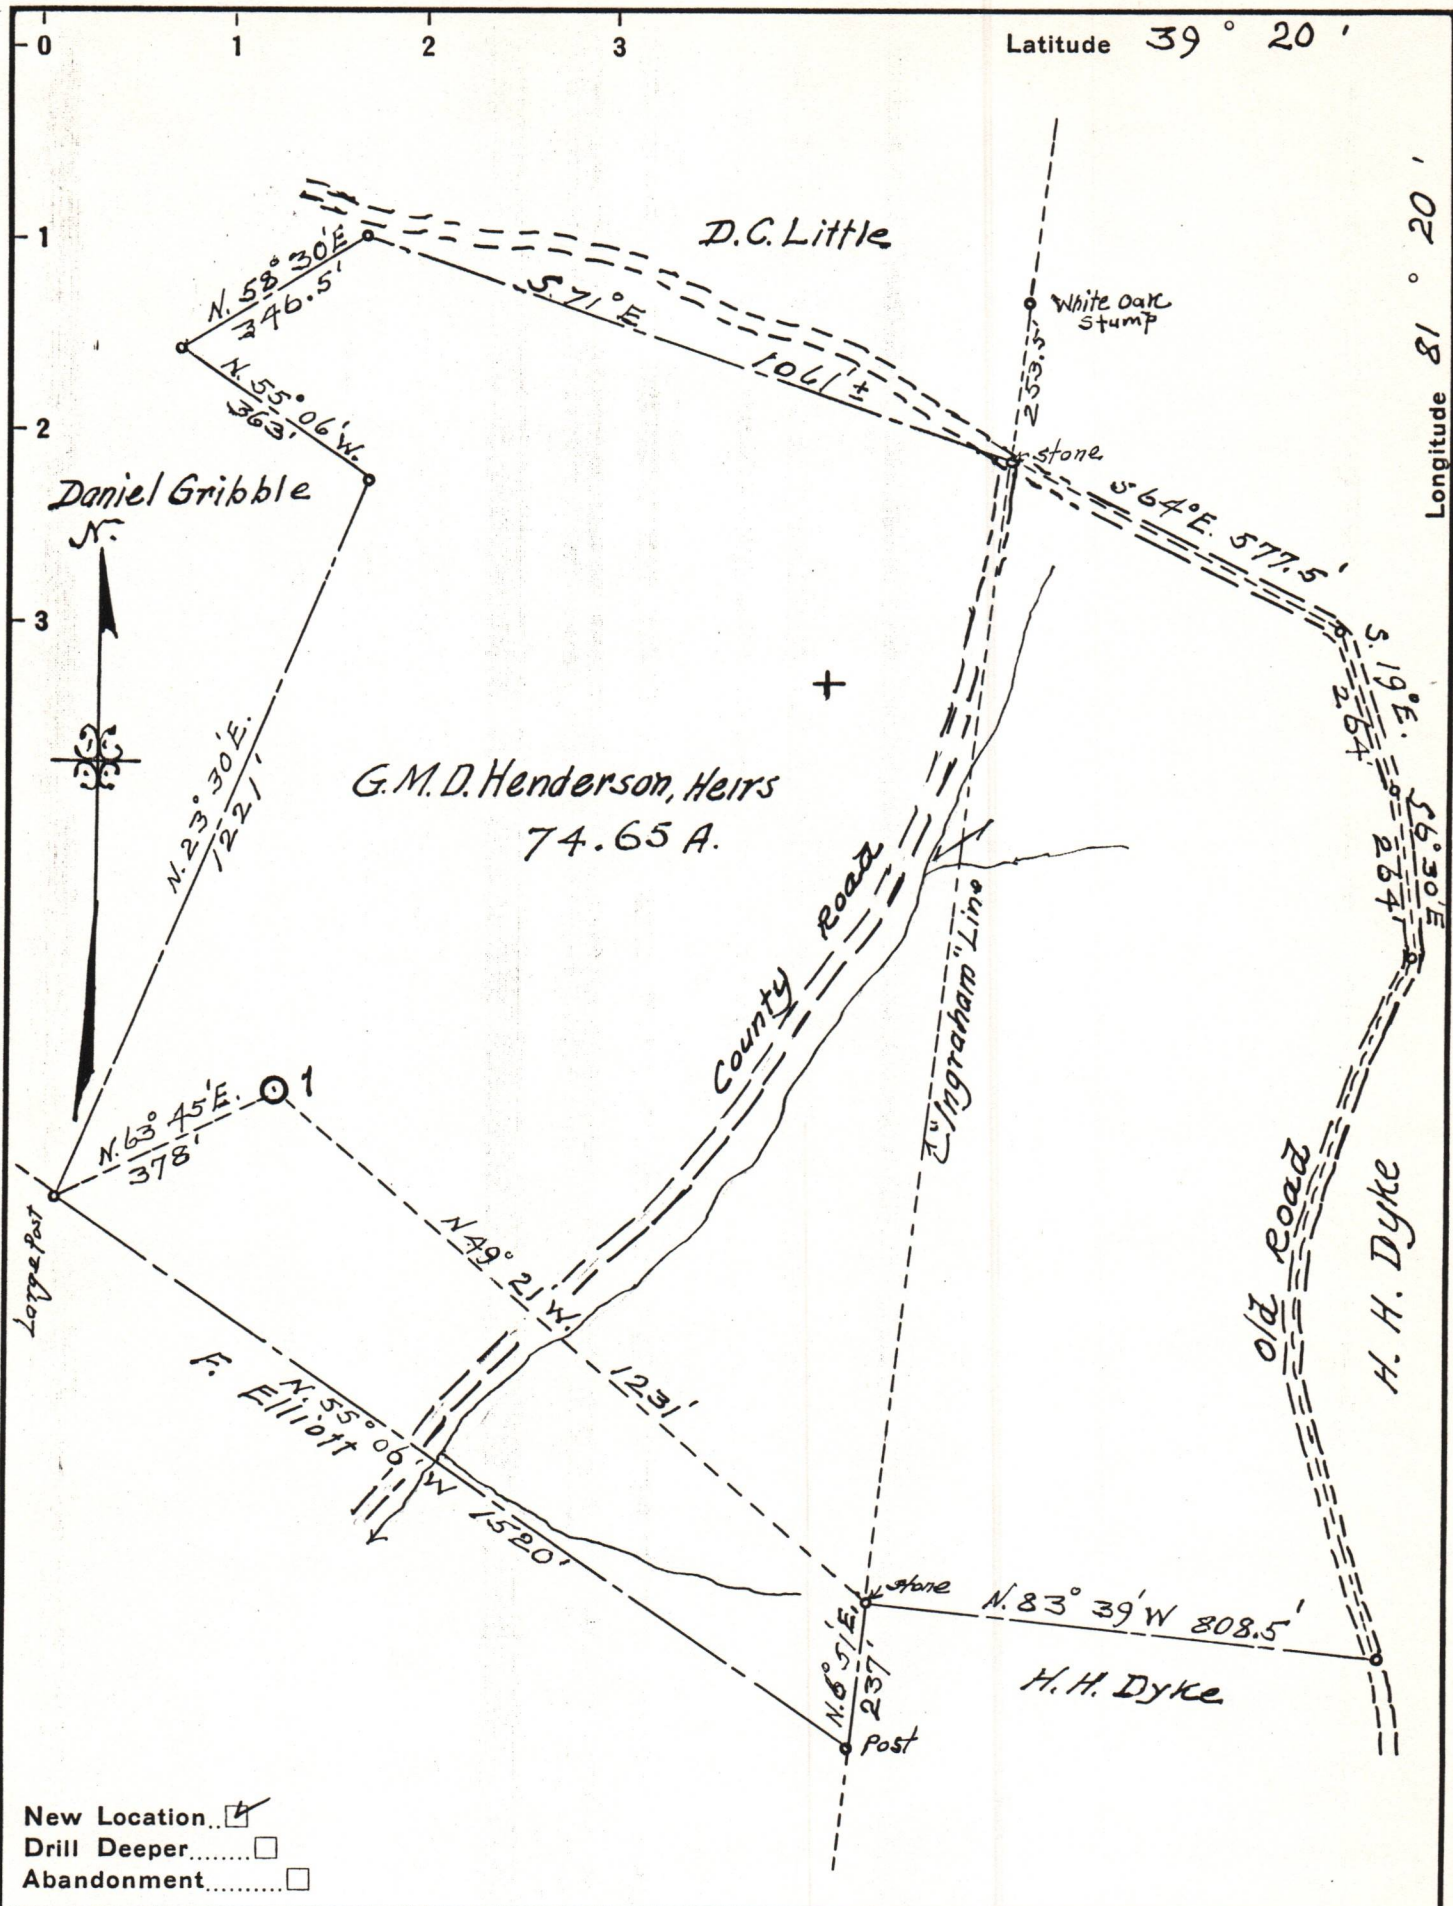 0 1 2 3
Latitude 39° 20'
Longitude 81° 20'
1
2
3
D.C. Little
N. 58° 30' E
346.5'
S. 71° E. 1061' ±
White Oak
Stump
253.5'
N. 55° 06' W.
363'
stone
S 64° E. 577.5'
Daniel Gribble
N.
S. 19° E.
264'
S 6° 30' E
264'
N. 23° 30' E.
1221'
G.M.D. Henderson, Heirs
74.65 A.
County Road
"Ingraham" Line
1
N. 63° 45' E.
378'
Old Road
H. H. Dyke
N 49° 21' W. 1231'
F. Elliott
N. 55° 06' W 1520'
stone
N. 83° 39' W 808.5'
N. 6° 51' E.
237'
H. H. Dyke
Post
New Location..
Drill Deeper........
Abandonment..........